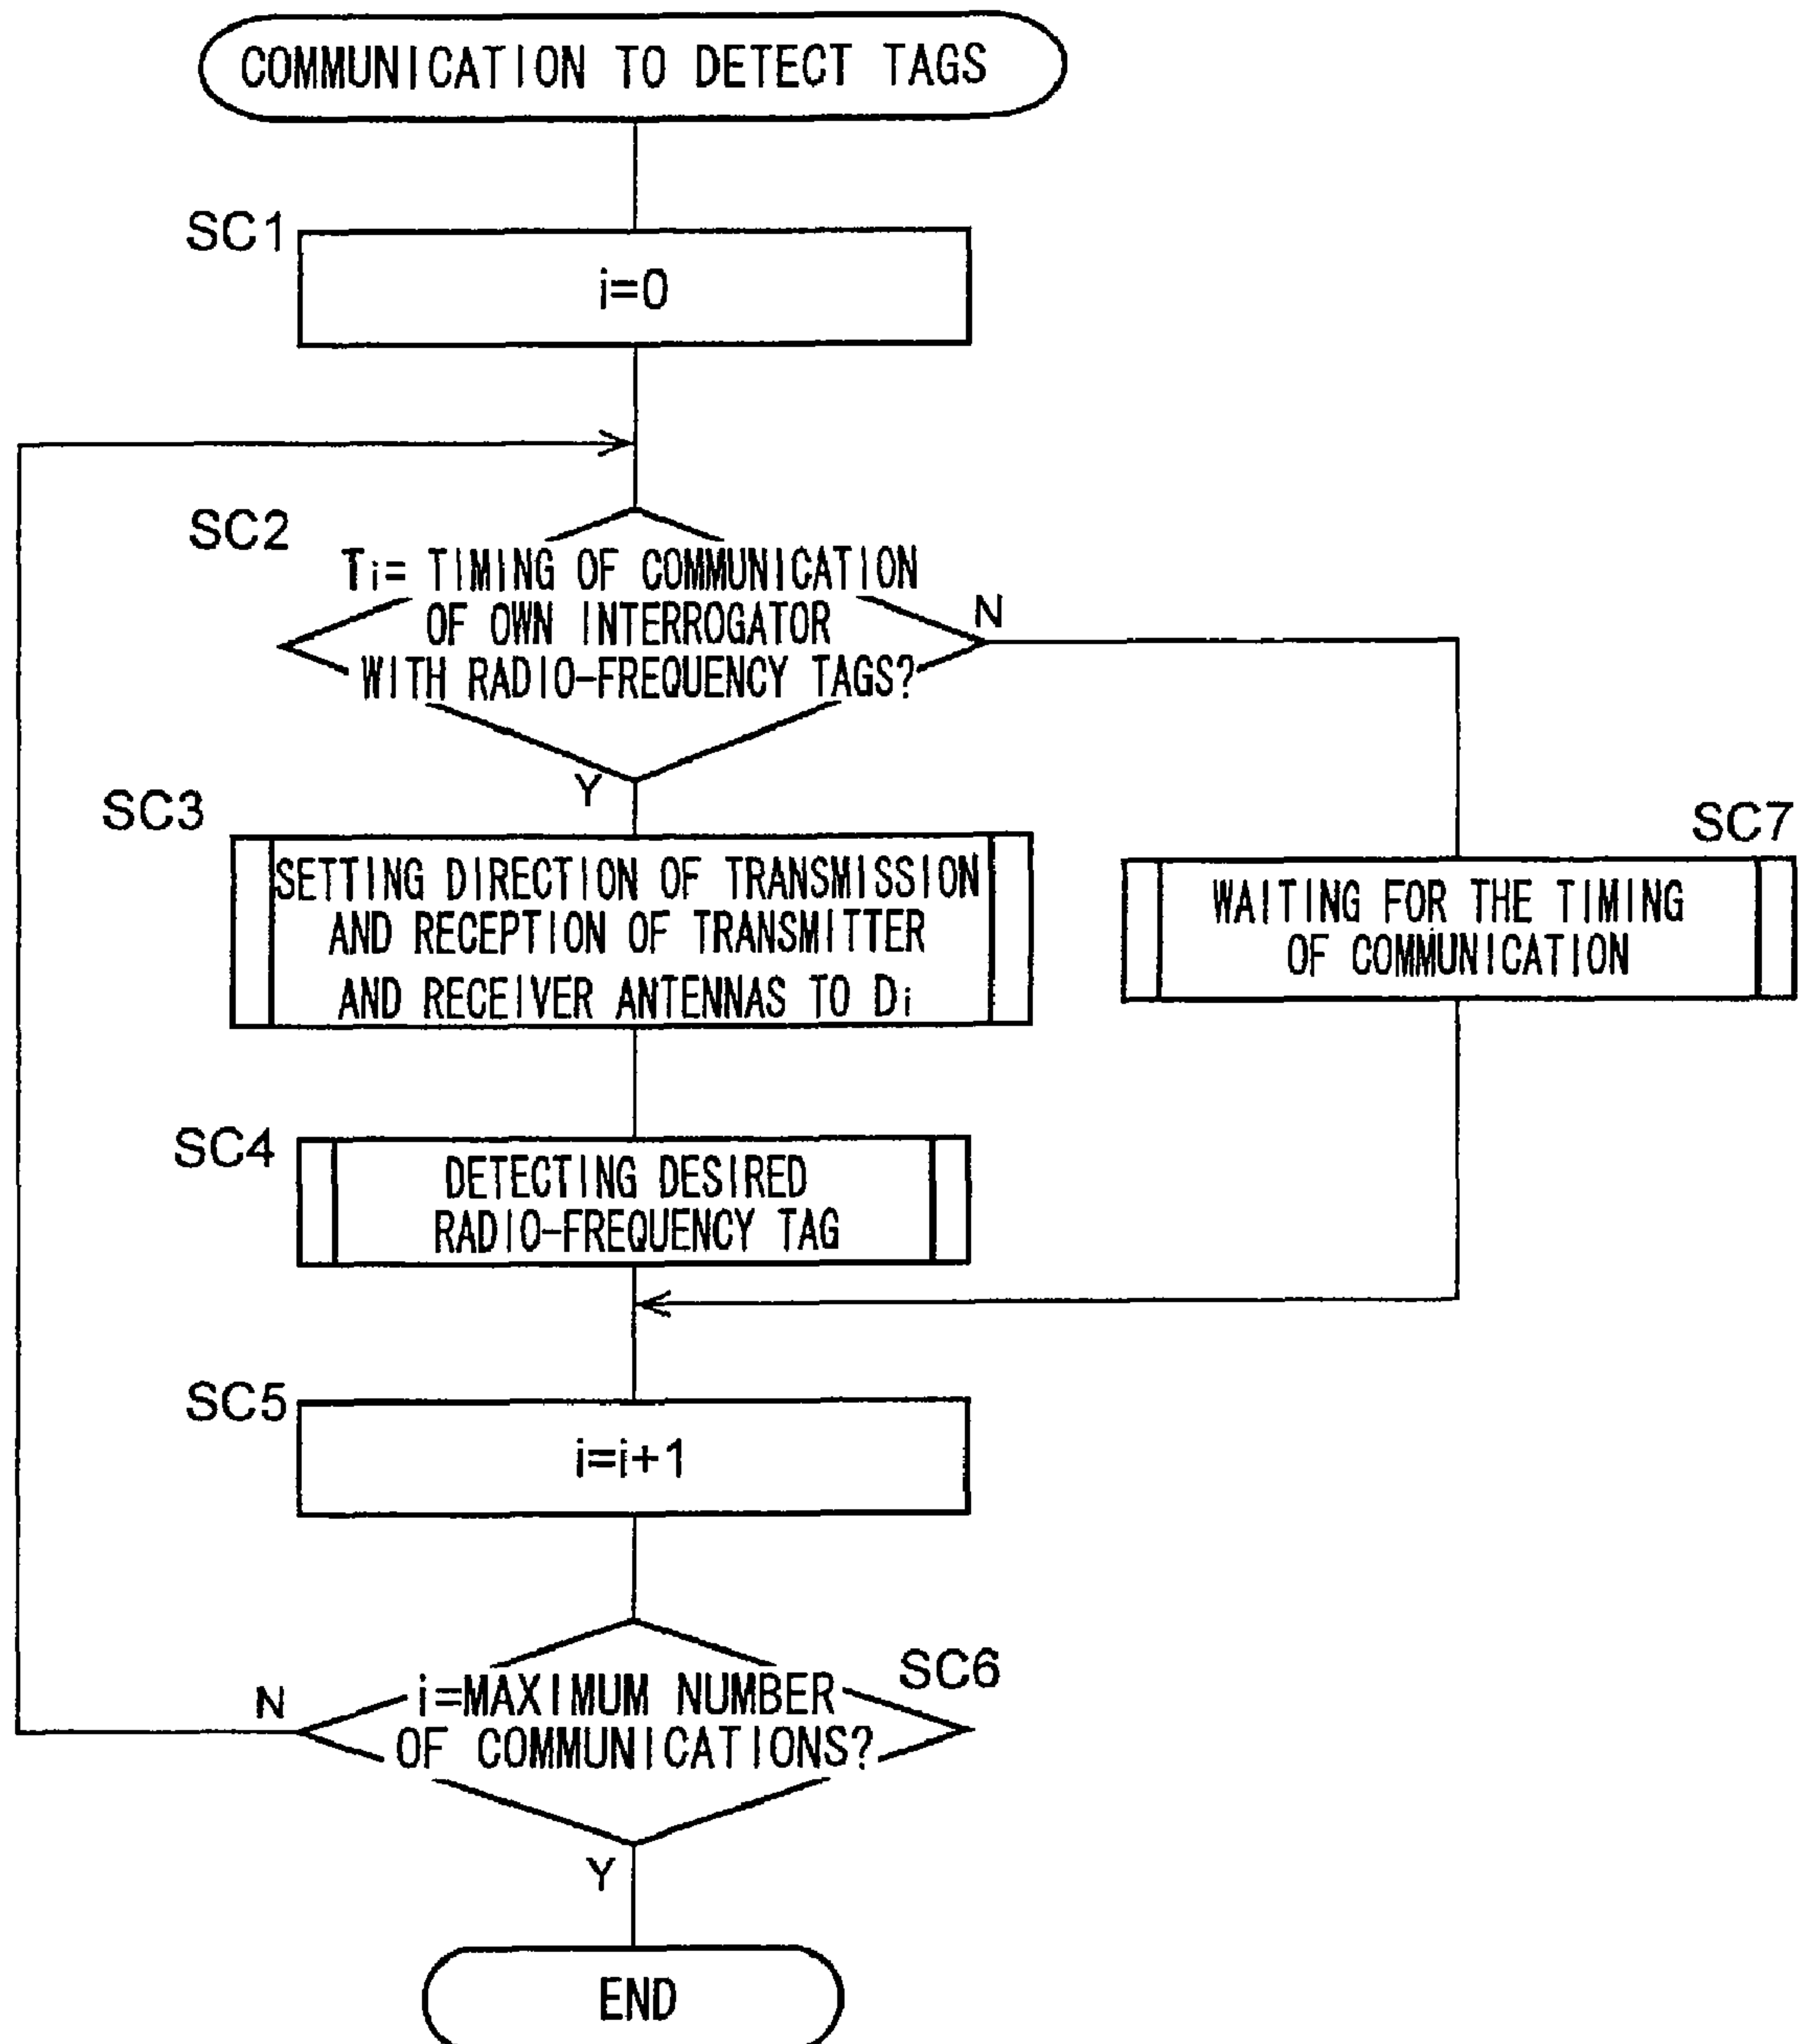 COMMUNICATION TO DETECT TAGS
SC1
i=0
SC2
Ti= TIMING OF COMMUNICATION
OF OWN INTERROGATOR
WITH RADIO-FREQUENCY TAGS?
N
Y
SC3
SETTING DIRECTION OF TRANSMISSION
AND RECEPTION OF TRANSMITTER
AND RECEIVER ANTENNAS TO Di
SC7
WAITING FOR THE TIMING
OF COMMUNICATION
SC4
DETECTING DESIRED
RADIO-FREQUENCY TAG
SC5
i=i+1
SC6
i=MAXIMUM NUMBER
OF COMMUNICATIONS?
N
Y
END